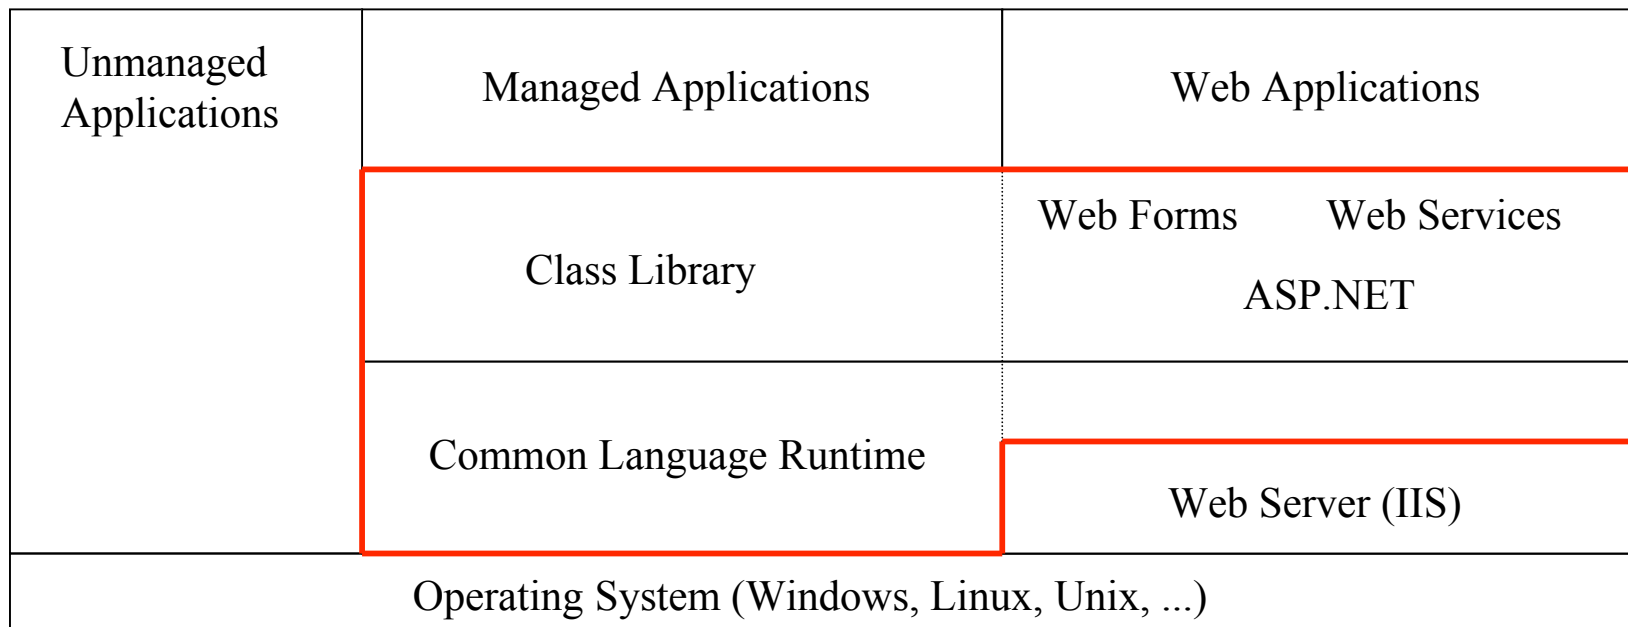 Unmanaged
Applications
Managed Applications
Web Applications
Class Library
Web Forms
Web Services
ASP.NET
Common Language Runtime
Web Server (IIS)
Operating System (Windows, Linux, Unix, ...)